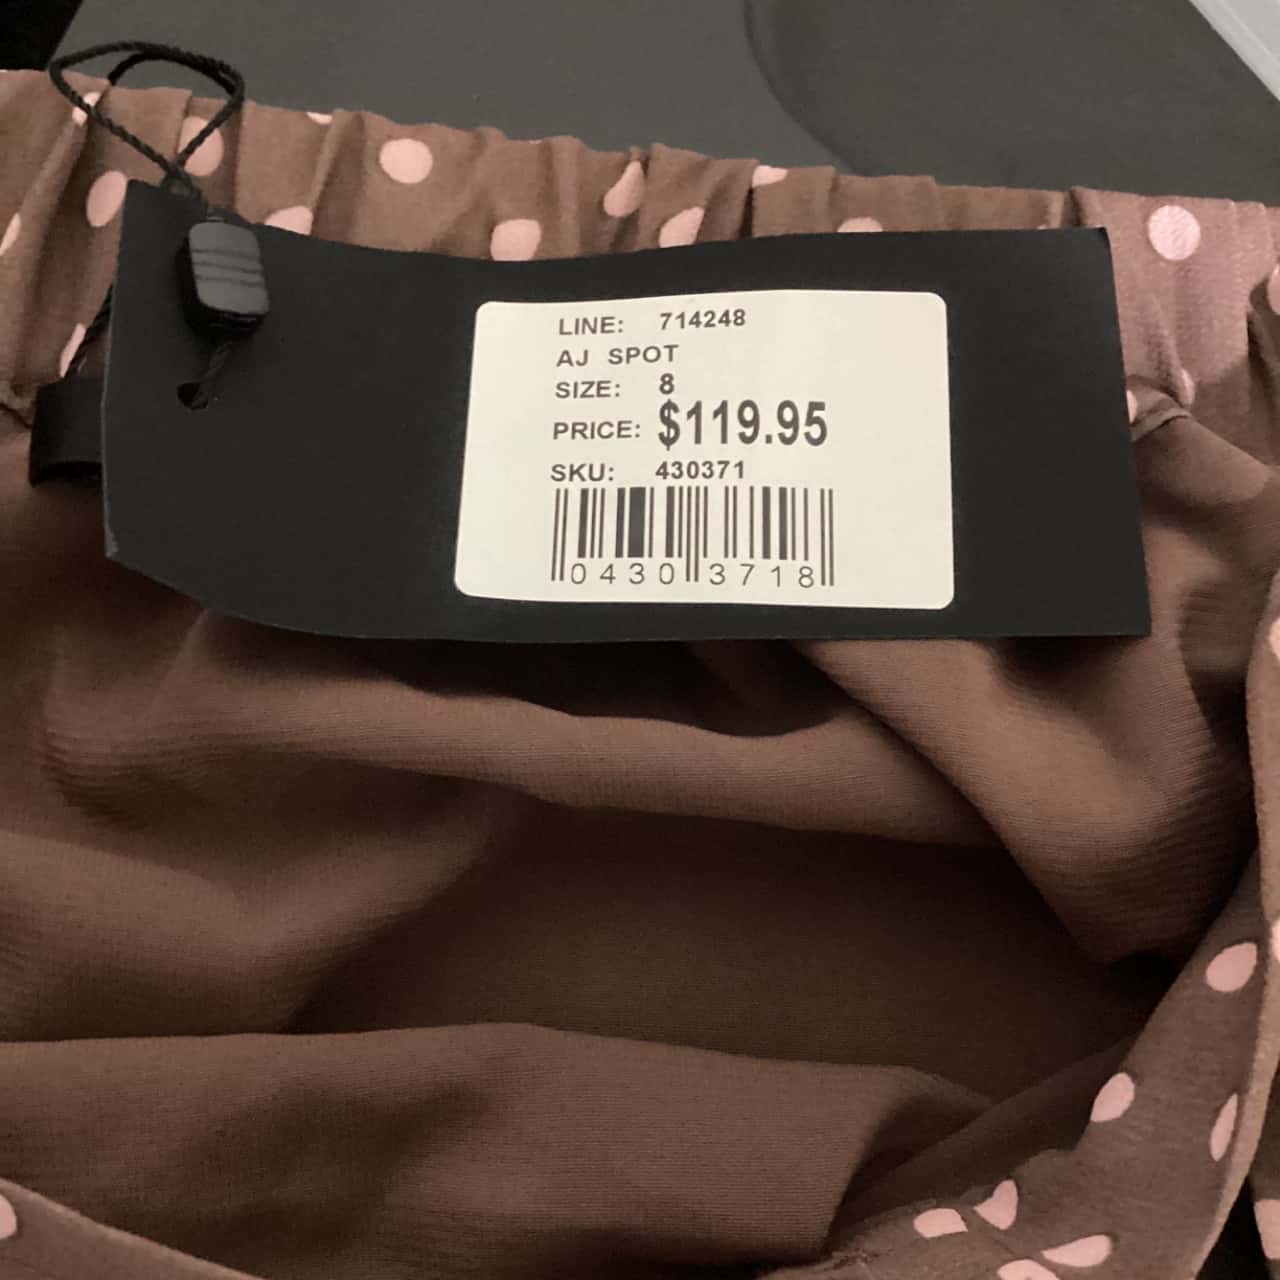 LINE: 714248
AJ SPOT
SIZE: 8
PRICE: $119.95
SKU: 430371
0430 3718